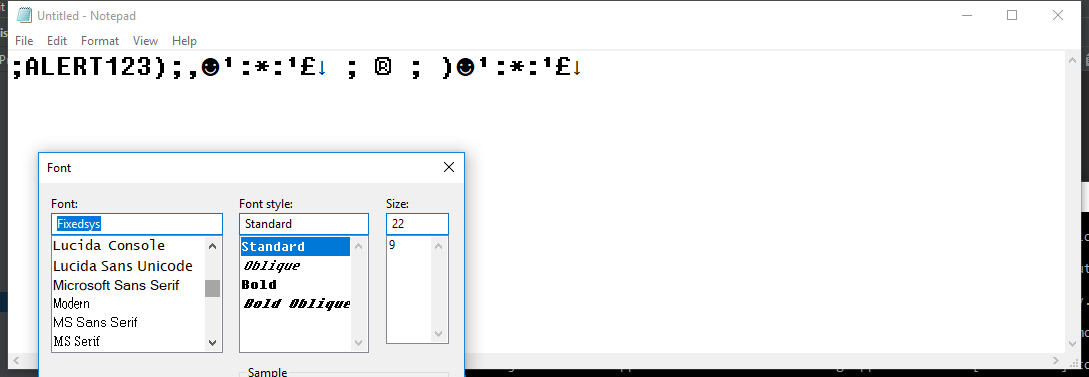 Untitled - Notepad
File Edit Format View Help
;ALERT123);,☻¹:*:¹£↓ ; ® ; )☻¹:*:¹£↓
Font
Font: Font style: Size:
Fixedsys Standard 22
Lucida Console Standard 9
Lucida Sans Unicode Oblique
Microsoft Sans Serif Bold
Modern Bold Oblique
MS Sans Serif
MS Serif
Sample